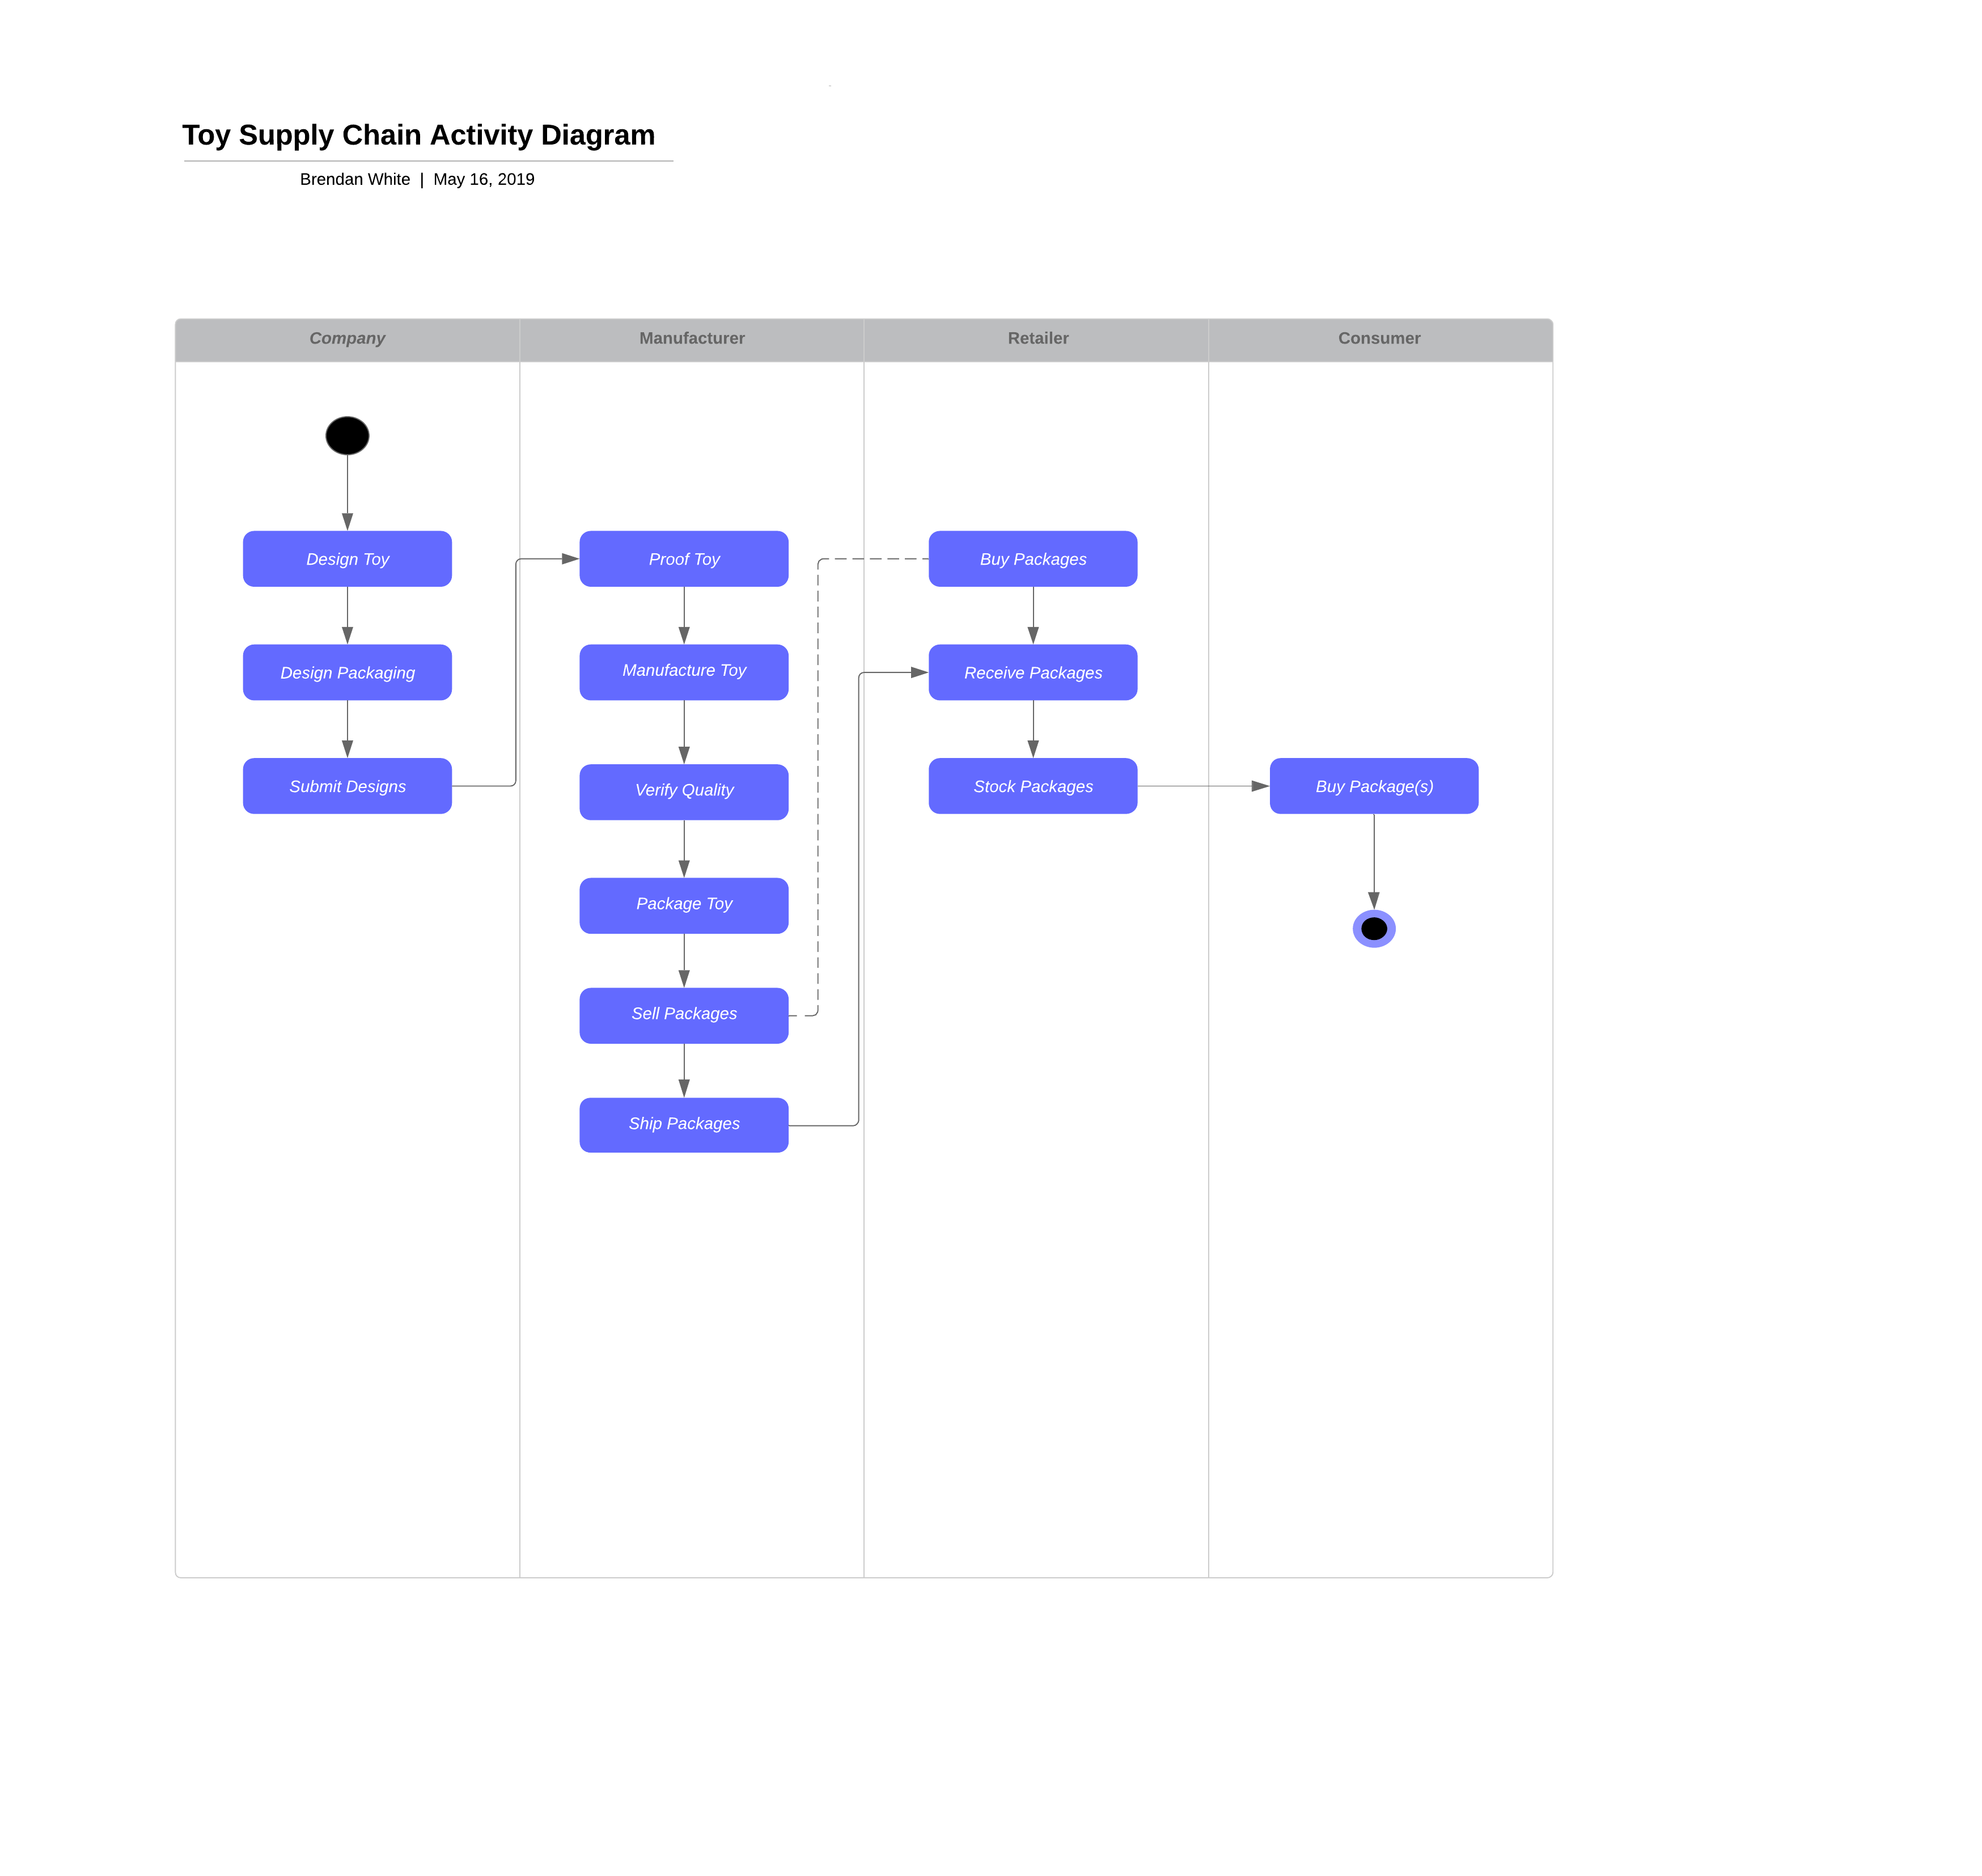 Toy Supply Chain Activity Diagram
Brendan White | May 16, 2019
Company
Manufacturer
Retailer
Consumer
Design Toy
Proof Toy
Buy Packages
Design Packaging
Manufacture Toy
Receive Packages
Submit Designs
Verify Quality
Stock Packages
Buy Package(s)
Package Toy
Sell Packages
Ship Packages